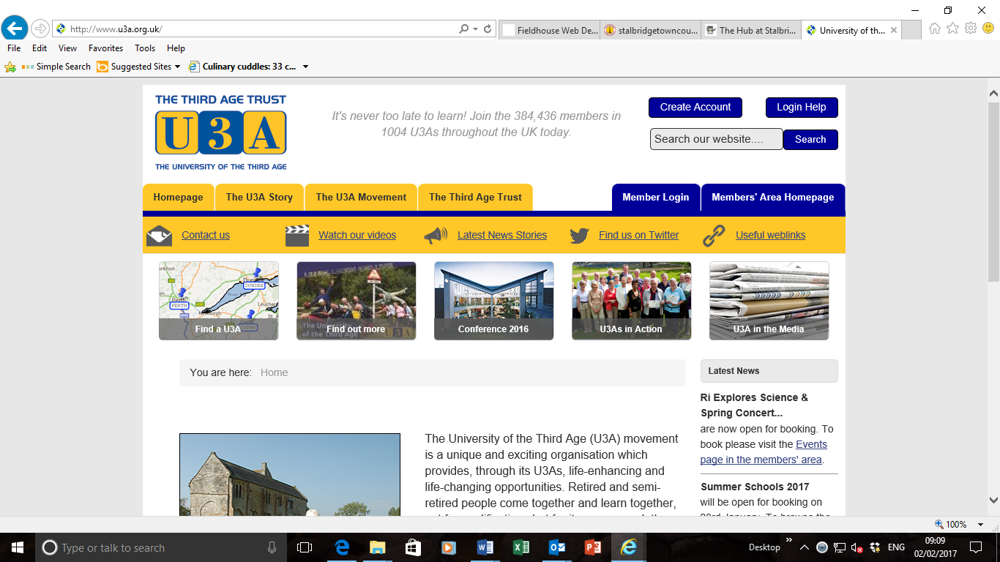 http://www.u3a.org.uk/
Fieldhouse Web De...
stalbridgetowncou...
The Hub at Stalbri...
University of th...
File Edit View Favorites Tools Help
Simple Search Suggested Sites Culinary cuddles: 33 c...
THE THIRD AGE TRUST
U3A
THE UNIVERSITY OF THE THIRD AGE
It's never too late to learn! Join the 384,436 members in
1004 U3As throughout the UK today.
Create Account Login Help
Search our website.... Search
Homepage The U3A Story The U3A Movement The Third Age Trust Member Login Members' Area Homepage
Contact us Watch our videos Latest News Stories Find us on Twitter Useful weblinks
PERTH
DUNDEE
Find a U3A
The University
of the Third Age U3A
Find out more
Conference 2016
U3As in Action
U3A in the Media
You are here: Home
The University of the Third Age (U3A) movement
is a unique and exciting organisation which
provides, through its U3As, life-enhancing and
life-changing opportunities. Retired and semi-
retired people come together and learn together,
Latest News
Ri Explores Science &
Spring Concert...
are now open for booking. To
book please visit the Events
page in the members' area.
Summer Schools 2017
will be open for booking on
100%
Type or talk to search
Desktop
ENG
09:09
02/02/2017